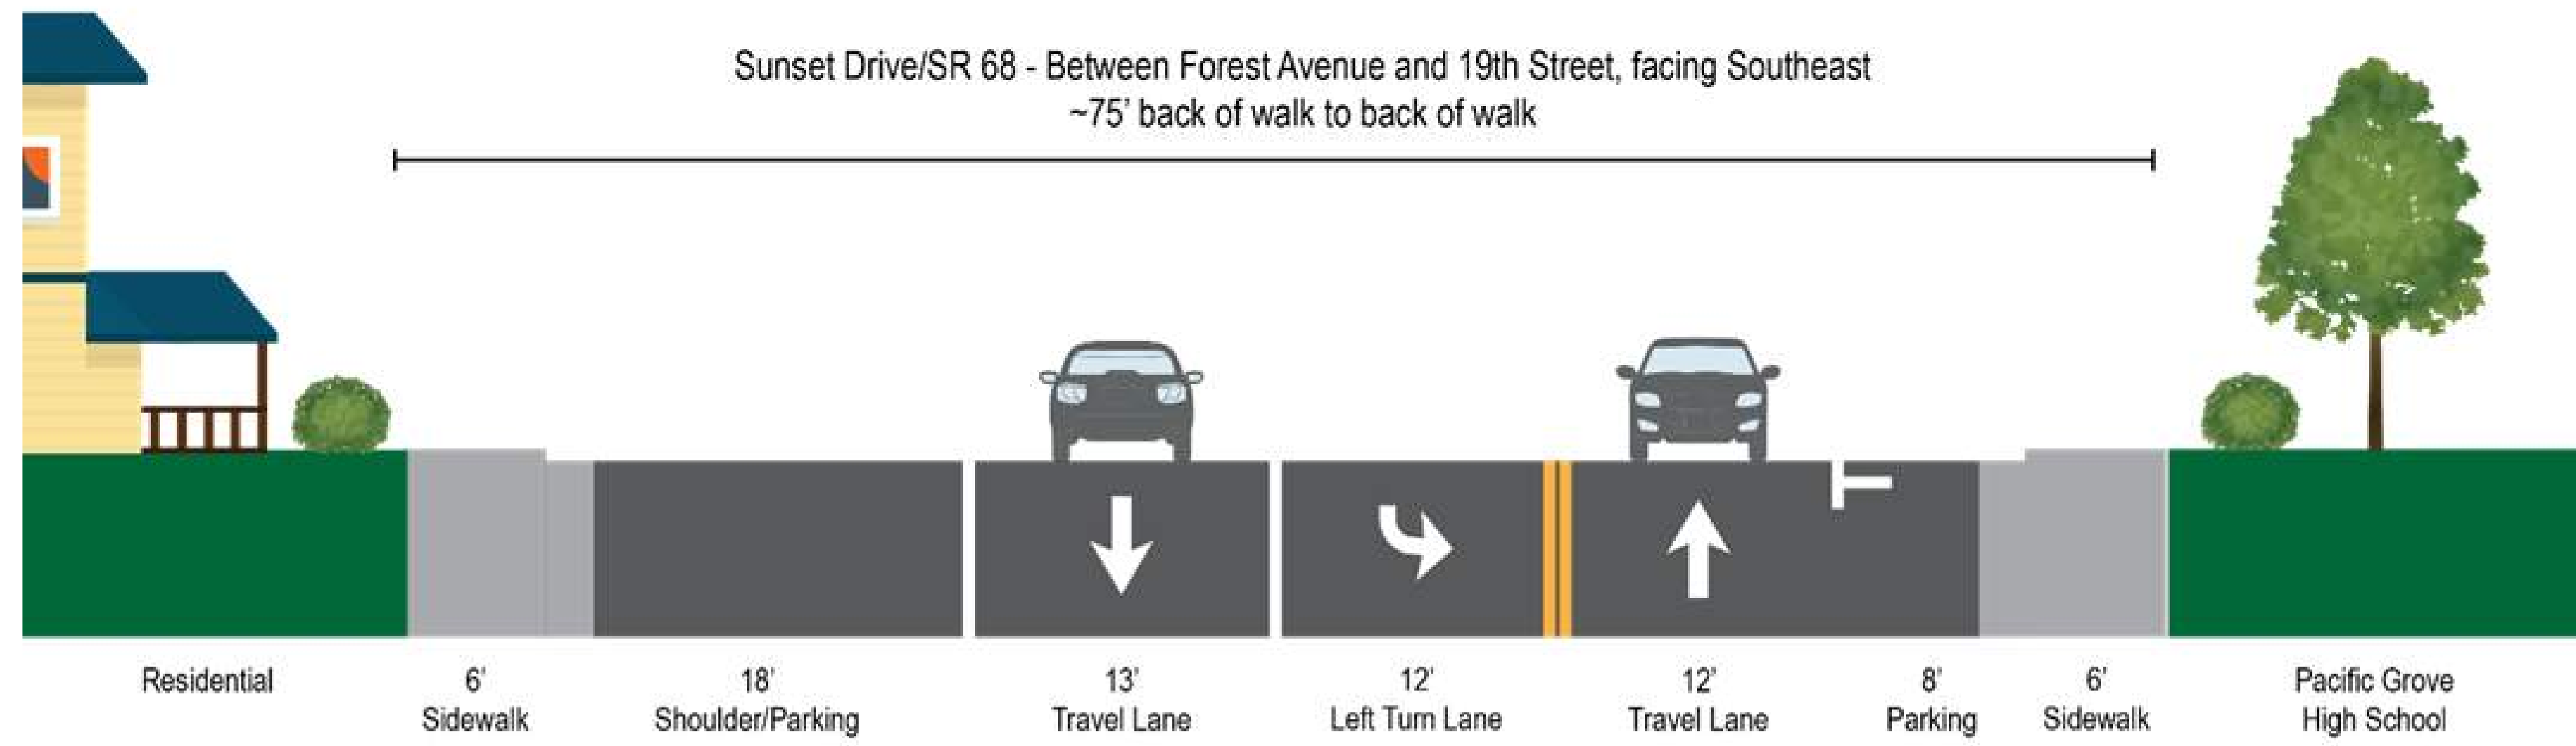 Sunset Drive/SR 68 - Between Forest Avenue and 19th Street, facing Southeast
~75’ back of walk to back of walk
Residential
6’
Sidewalk
18’
Shoulder/Parking
13’
Travel Lane
12’
Left Turn Lane
12’
Travel Lane
8’
Parking
6’
Sidewalk
Pacific Grove
High School